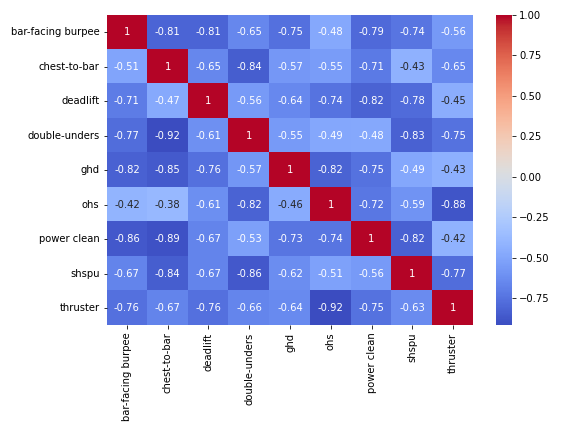 bar-facing burpee 1 -0.81 -0.81 -0.65 -0.75 -0.48 -0.79 -0.74 -0.56
chest-to-bar -0.51 1 -0.65 -0.84 -0.57 -0.55 -0.71 -0.43 -0.65
deadlift -0.71 -0.47 1 -0.56 -0.64 -0.74 -0.82 -0.78 -0.45
double-unders -0.77 -0.92 -0.61 1 -0.55 -0.49 -0.48 -0.83 -0.75
ghd -0.82 -0.85 -0.76 -0.57 1 -0.82 -0.75 -0.49 -0.43
ohs -0.42 -0.38 -0.61 -0.82 -0.46 1 -0.72 -0.59 -0.88
power clean -0.86 -0.89 -0.67 -0.53 -0.73 -0.74 1 -0.82 -0.42
shspu -0.67 -0.84 -0.67 -0.86 -0.62 -0.51 -0.56 1 -0.77
thruster -0.76 -0.67 -0.76 -0.66 -0.64 -0.92 -0.75 -0.63 1
bar-facing burpee
chest-to-bar
deadlift
double-unders
ghd
ohs
power clean
shspu
thruster
1.00
0.75
0.50
0.25
0.00
-0.25
-0.50
-0.75